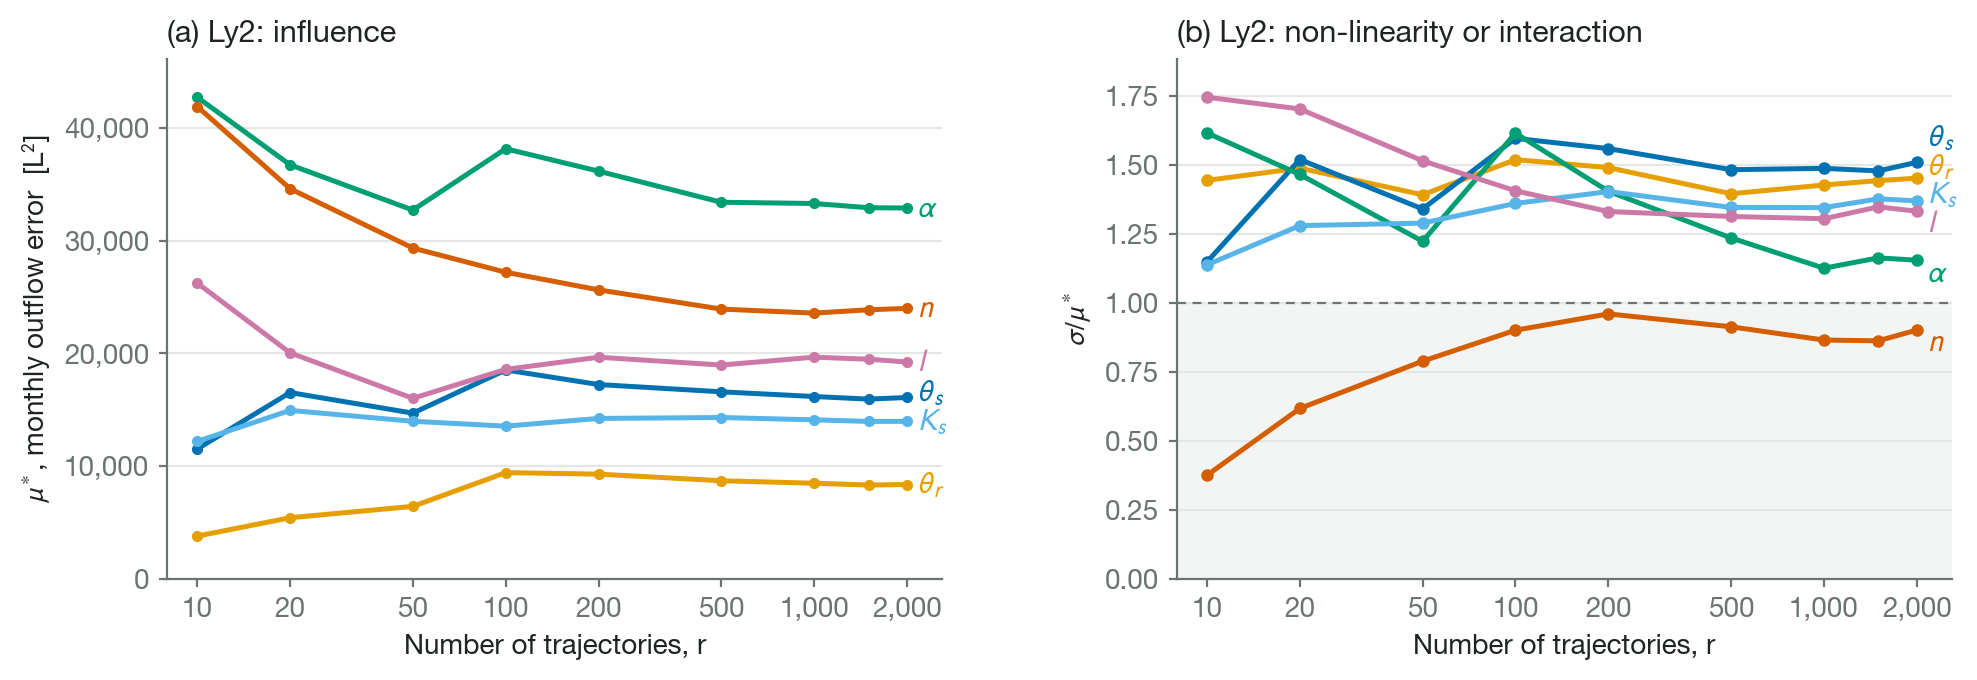 (a) Ly2: influence
μ*, monthly outflow error [L²]
40,000
30,000
20,000
10,000
0
10 20 50 100 200 500 1,000 2,000
Number of trajectories, r
α
n
l
θs
Ks
θr
(b) Ly2: non-linearity or interaction
σ/μ*
1.75
1.50
1.25
1.00
0.75
0.50
0.25
0.00
10 20 50 100 200 500 1,000 2,000
Number of trajectories, r
θs
θr
Ks
l
α
n